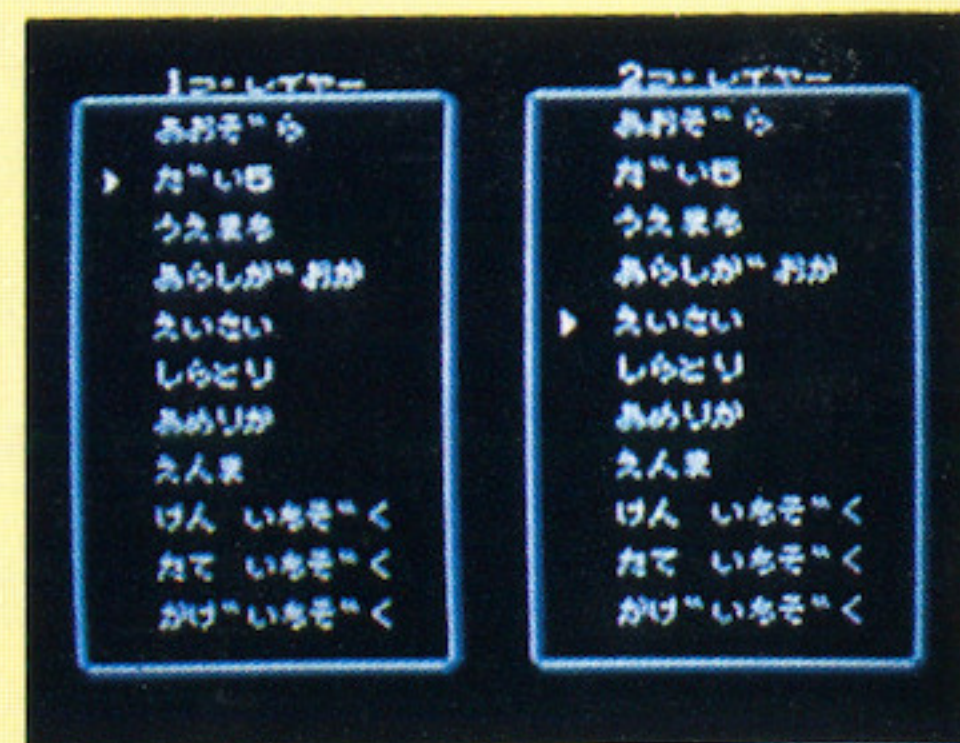 1プレイヤー
あおぞら
だい5
うえまち
あらしがおか
えいさい
しらとり
あめりか
えんま
けん いちぞく
たて いちぞく
かげいちぞく
2プレイヤー
あおぞら
だい5
うえまち
あらしがおか
えいさい
しらとり
あめりか
えんま
けん いちぞく
たて いちぞく
かげいちぞく